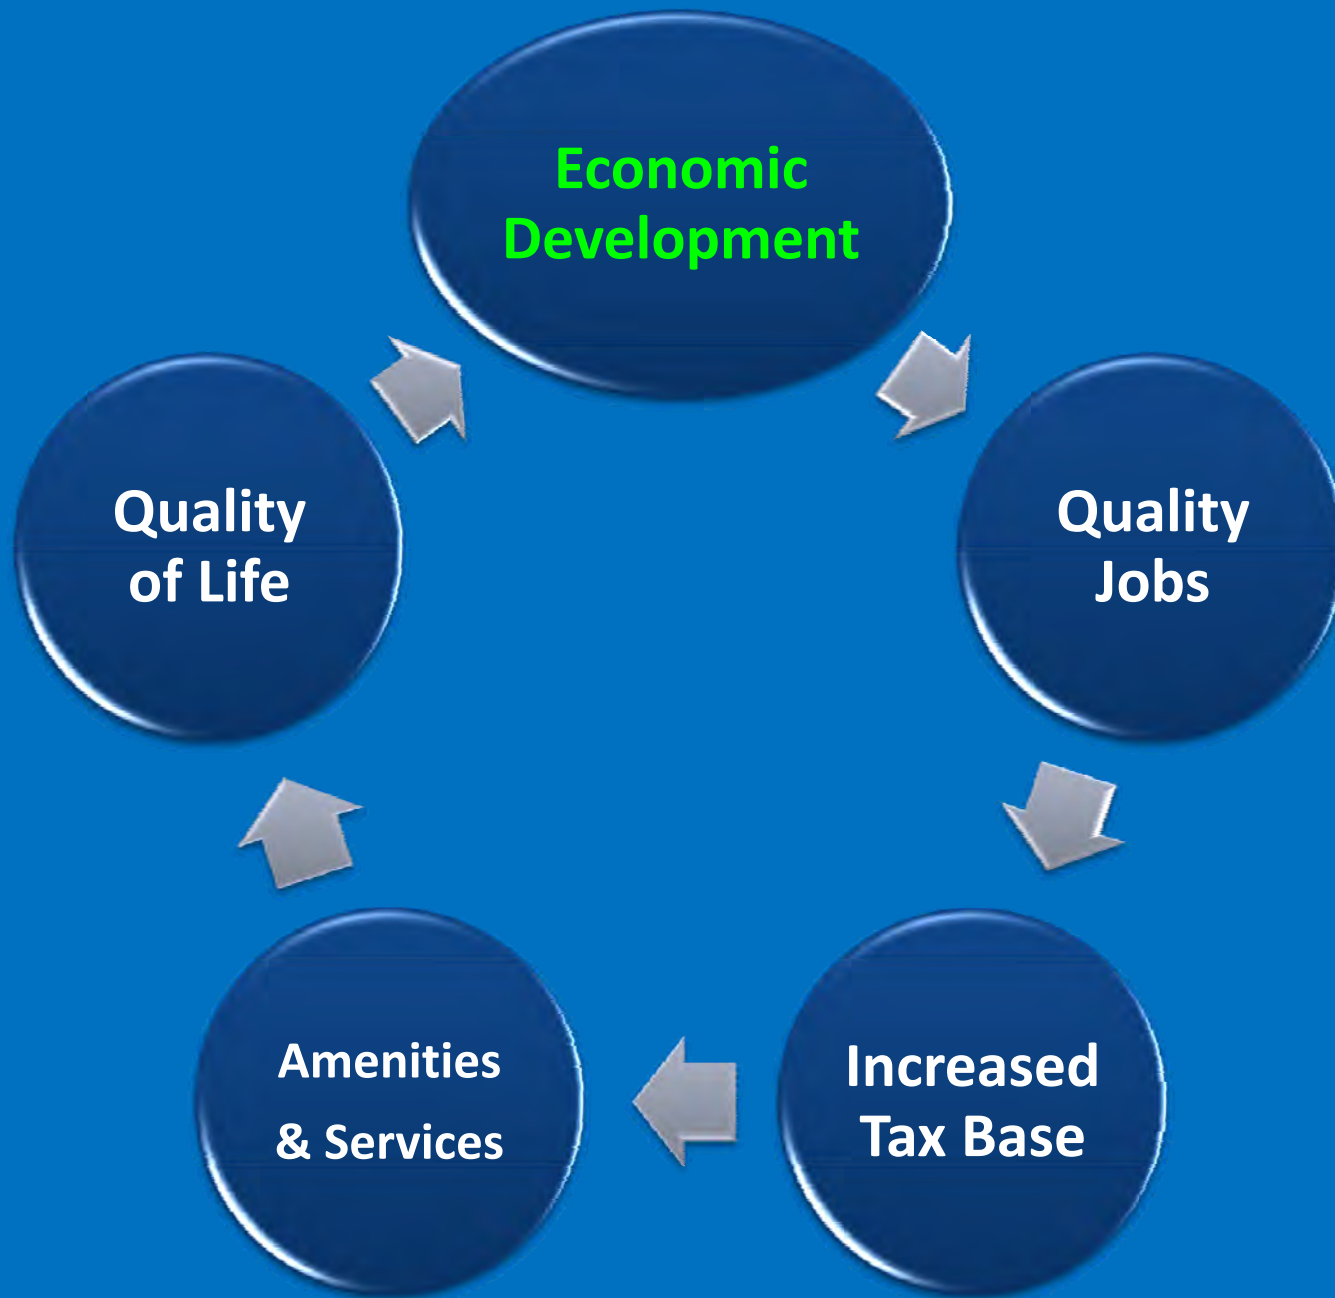 Economic
Development
Quality
Jobs
Increased
Tax Base
Amenities
& Services
Quality
of Life